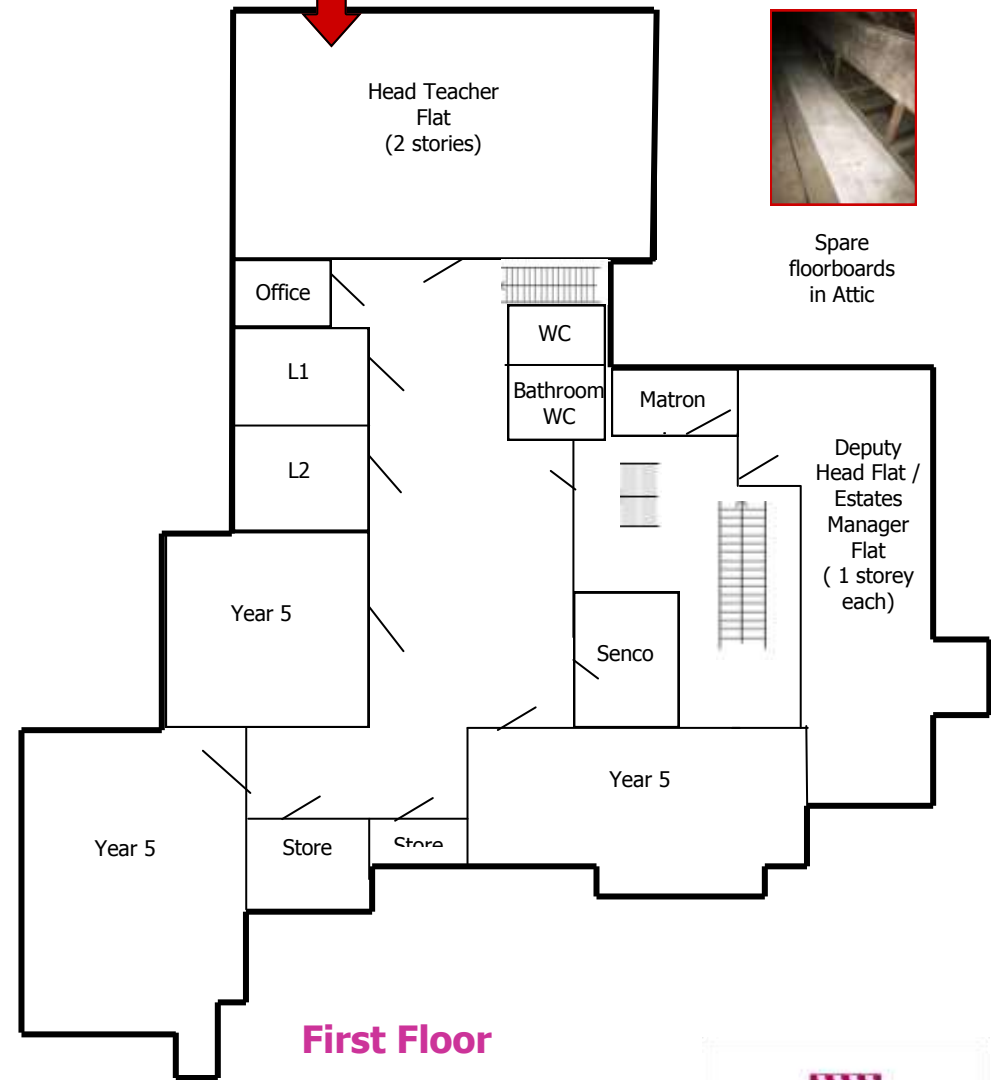 Head Teacher
Flat
(2 stories)
Spare
floorboards
in Attic
Office
WC
L1
Bathroom
WC
Matron
L2
Deputy
Head Flat /
Estates
Manager
Flat
( 1 storey
each)
Year 5
Senco
Year 5
Year 5
Store
Store
First Floor